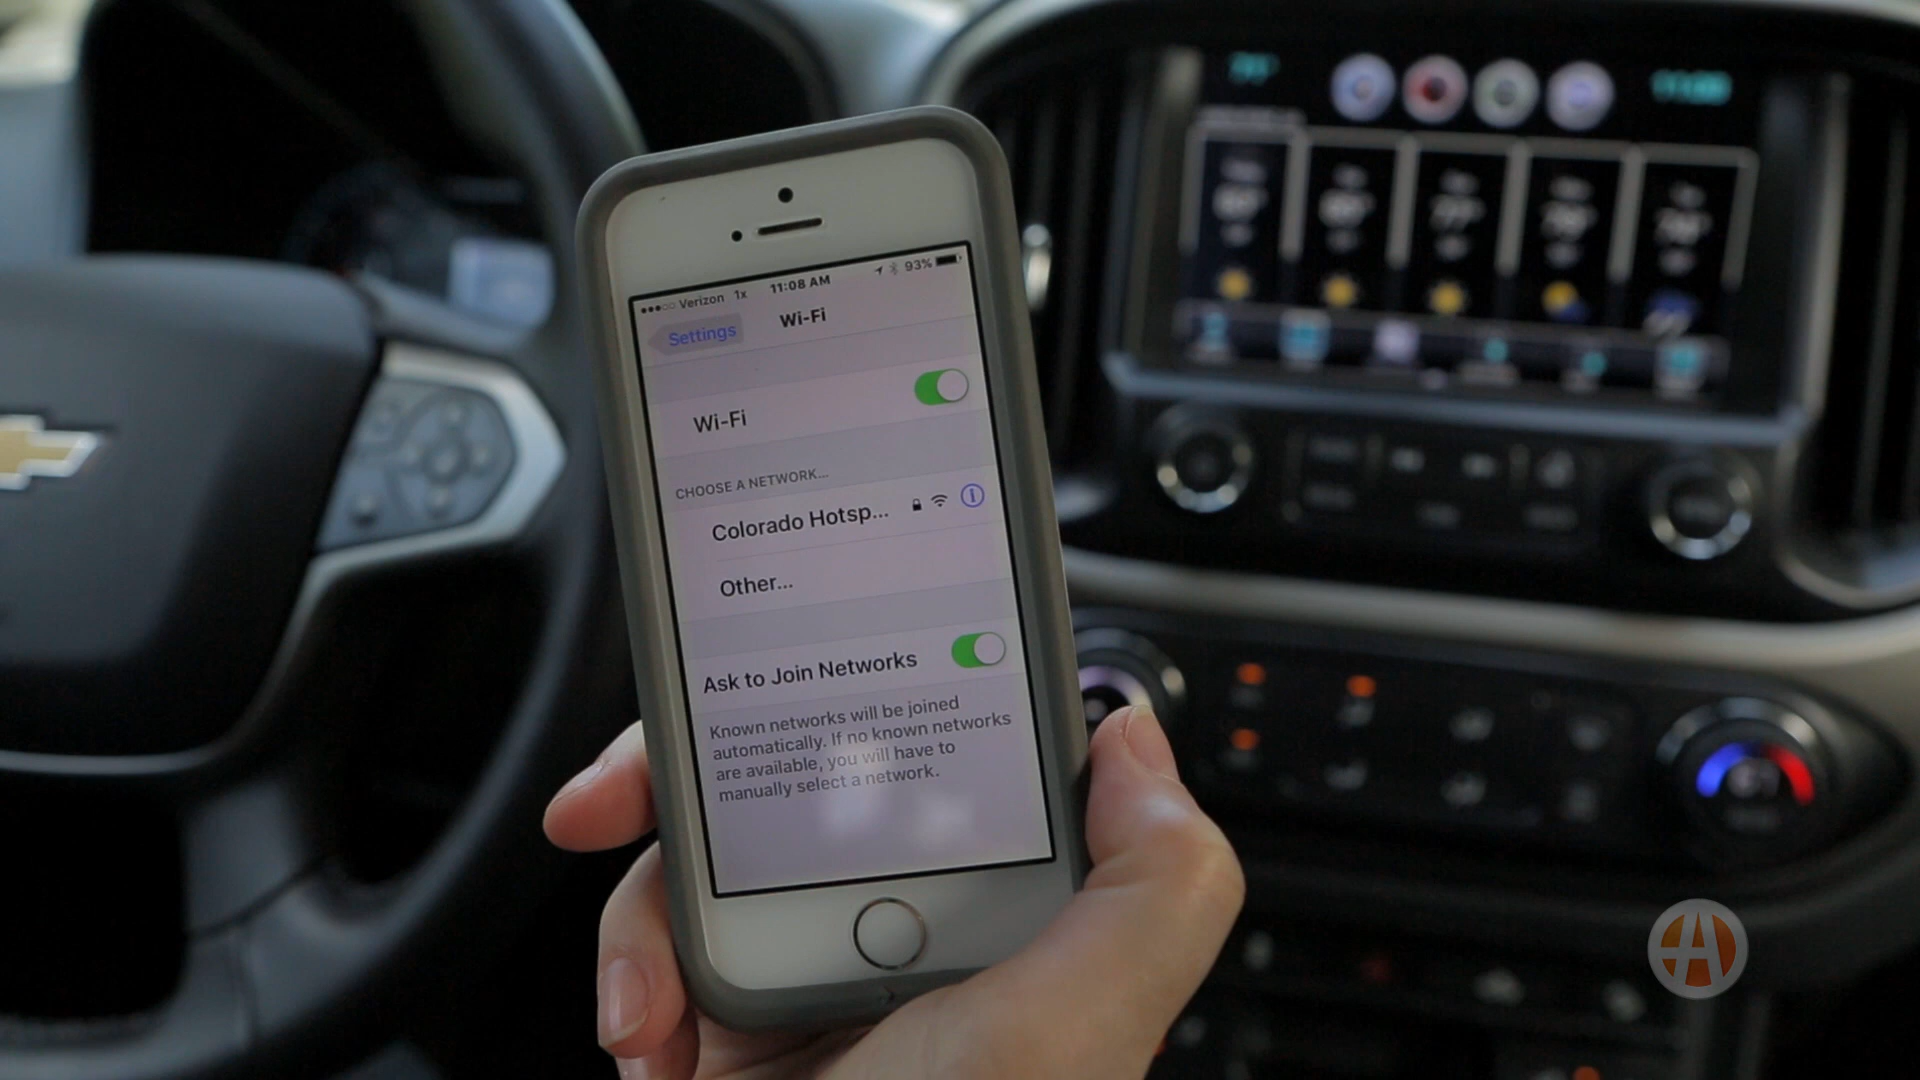 Verizon 1x 11:08 AM 93%
Settings Wi-Fi
Wi-Fi
CHOOSE A NETWORK...
Colorado Hotsp...
Other...
Ask to Join Networks
Known networks will be joined
automatically. If no known networks
are available, you will have to
manually select a network.